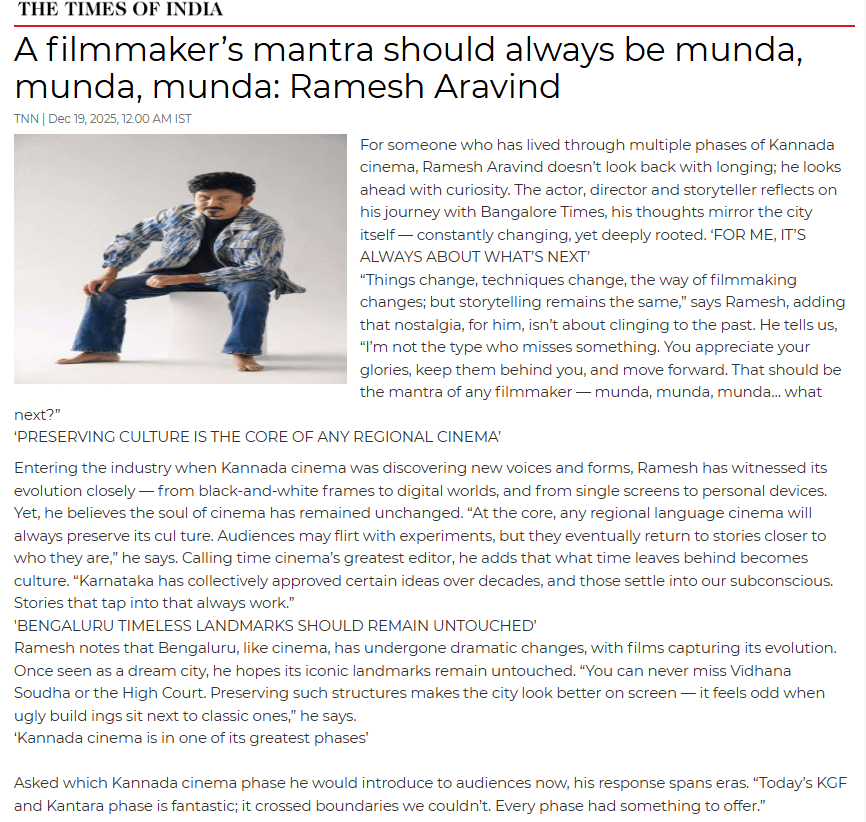 THE TIMES OF INDIA
A filmmaker’s mantra should always be munda,
munda, munda: Ramesh Aravind
TNN | Dec 19, 2025, 12.00 AM IST
For someone who has lived through multiple phases of Kannada
cinema, Ramesh Aravind doesn’t look back with longing; he looks
ahead with curiosity. The actor, director and storyteller reflects on
his journey with Bangalore Times, his thoughts mirror the city
itself — constantly changing, yet deeply rooted. ‘FOR ME, IT’S
ALWAYS ABOUT WHAT’S NEXT’
“Things change, techniques change, the way of filmmaking
changes; but storytelling remains the same,” says Ramesh, adding
that nostalgia, for him, isn’t about clinging to the past. He tells us,
“I’m not the type who misses something. You appreciate your
glories, keep them behind you, and move forward. That should be
the mantra of any filmmaker — munda, munda, munda... what
next?”
‘PRESERVING CULTURE IS THE CORE OF ANY REGIONAL CINEMA’
Entering the industry when Kannada cinema was discovering new voices and forms, Ramesh has witnessed its
evolution closely — from black-and-white frames to digital worlds, and from single screens to personal devices.
Yet, he believes the soul of cinema has remained unchanged. “At the core, any regional language cinema will
always preserve its cul ture. Audiences may flirt with experiments, but they eventually return to stories closer to
who they are,” he says. Calling time cinema’s greatest editor, he adds that what time leaves behind becomes
culture. “Karnataka has collectively approved certain ideas over decades, and those settle into our subconscious.
Stories that tap into that always work.”
'BENGALURU TIMELESS LANDMARKS SHOULD REMAIN UNTOUCHED’
Ramesh notes that Bengaluru, like cinema, has undergone dramatic changes, with films capturing its evolution.
Once seen as a dream city, he hopes its iconic landmarks remain untouched. “You can never miss Vidhana
Soudha or the High Court. Preserving such structures makes the city look better on screen — it feels odd when
ugly build ings sit next to classic ones,” he says.
‘Kannada cinema is in one of its greatest phases’
Asked which Kannada cinema phase he would introduce to audiences now, his response spans eras. “Today’s KGF
and Kantara phase is fantastic; it crossed boundaries we couldn’t. Every phase had something to offer.”